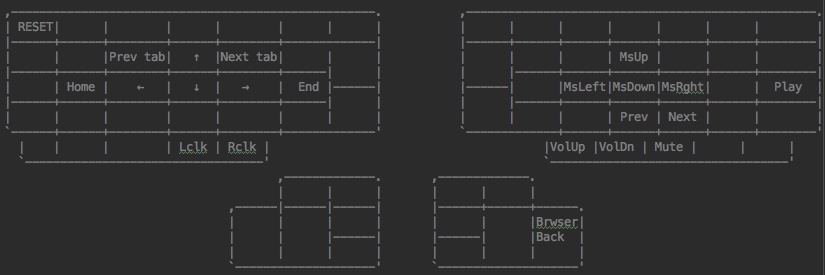 RESET
Prev tab ↑ Next tab MsUp
Home ← ↓ → End MsLeft MsDown MsRght Play
Prev Next
Lclk Rclk VolUp VolDn Mute
Brwser
Back